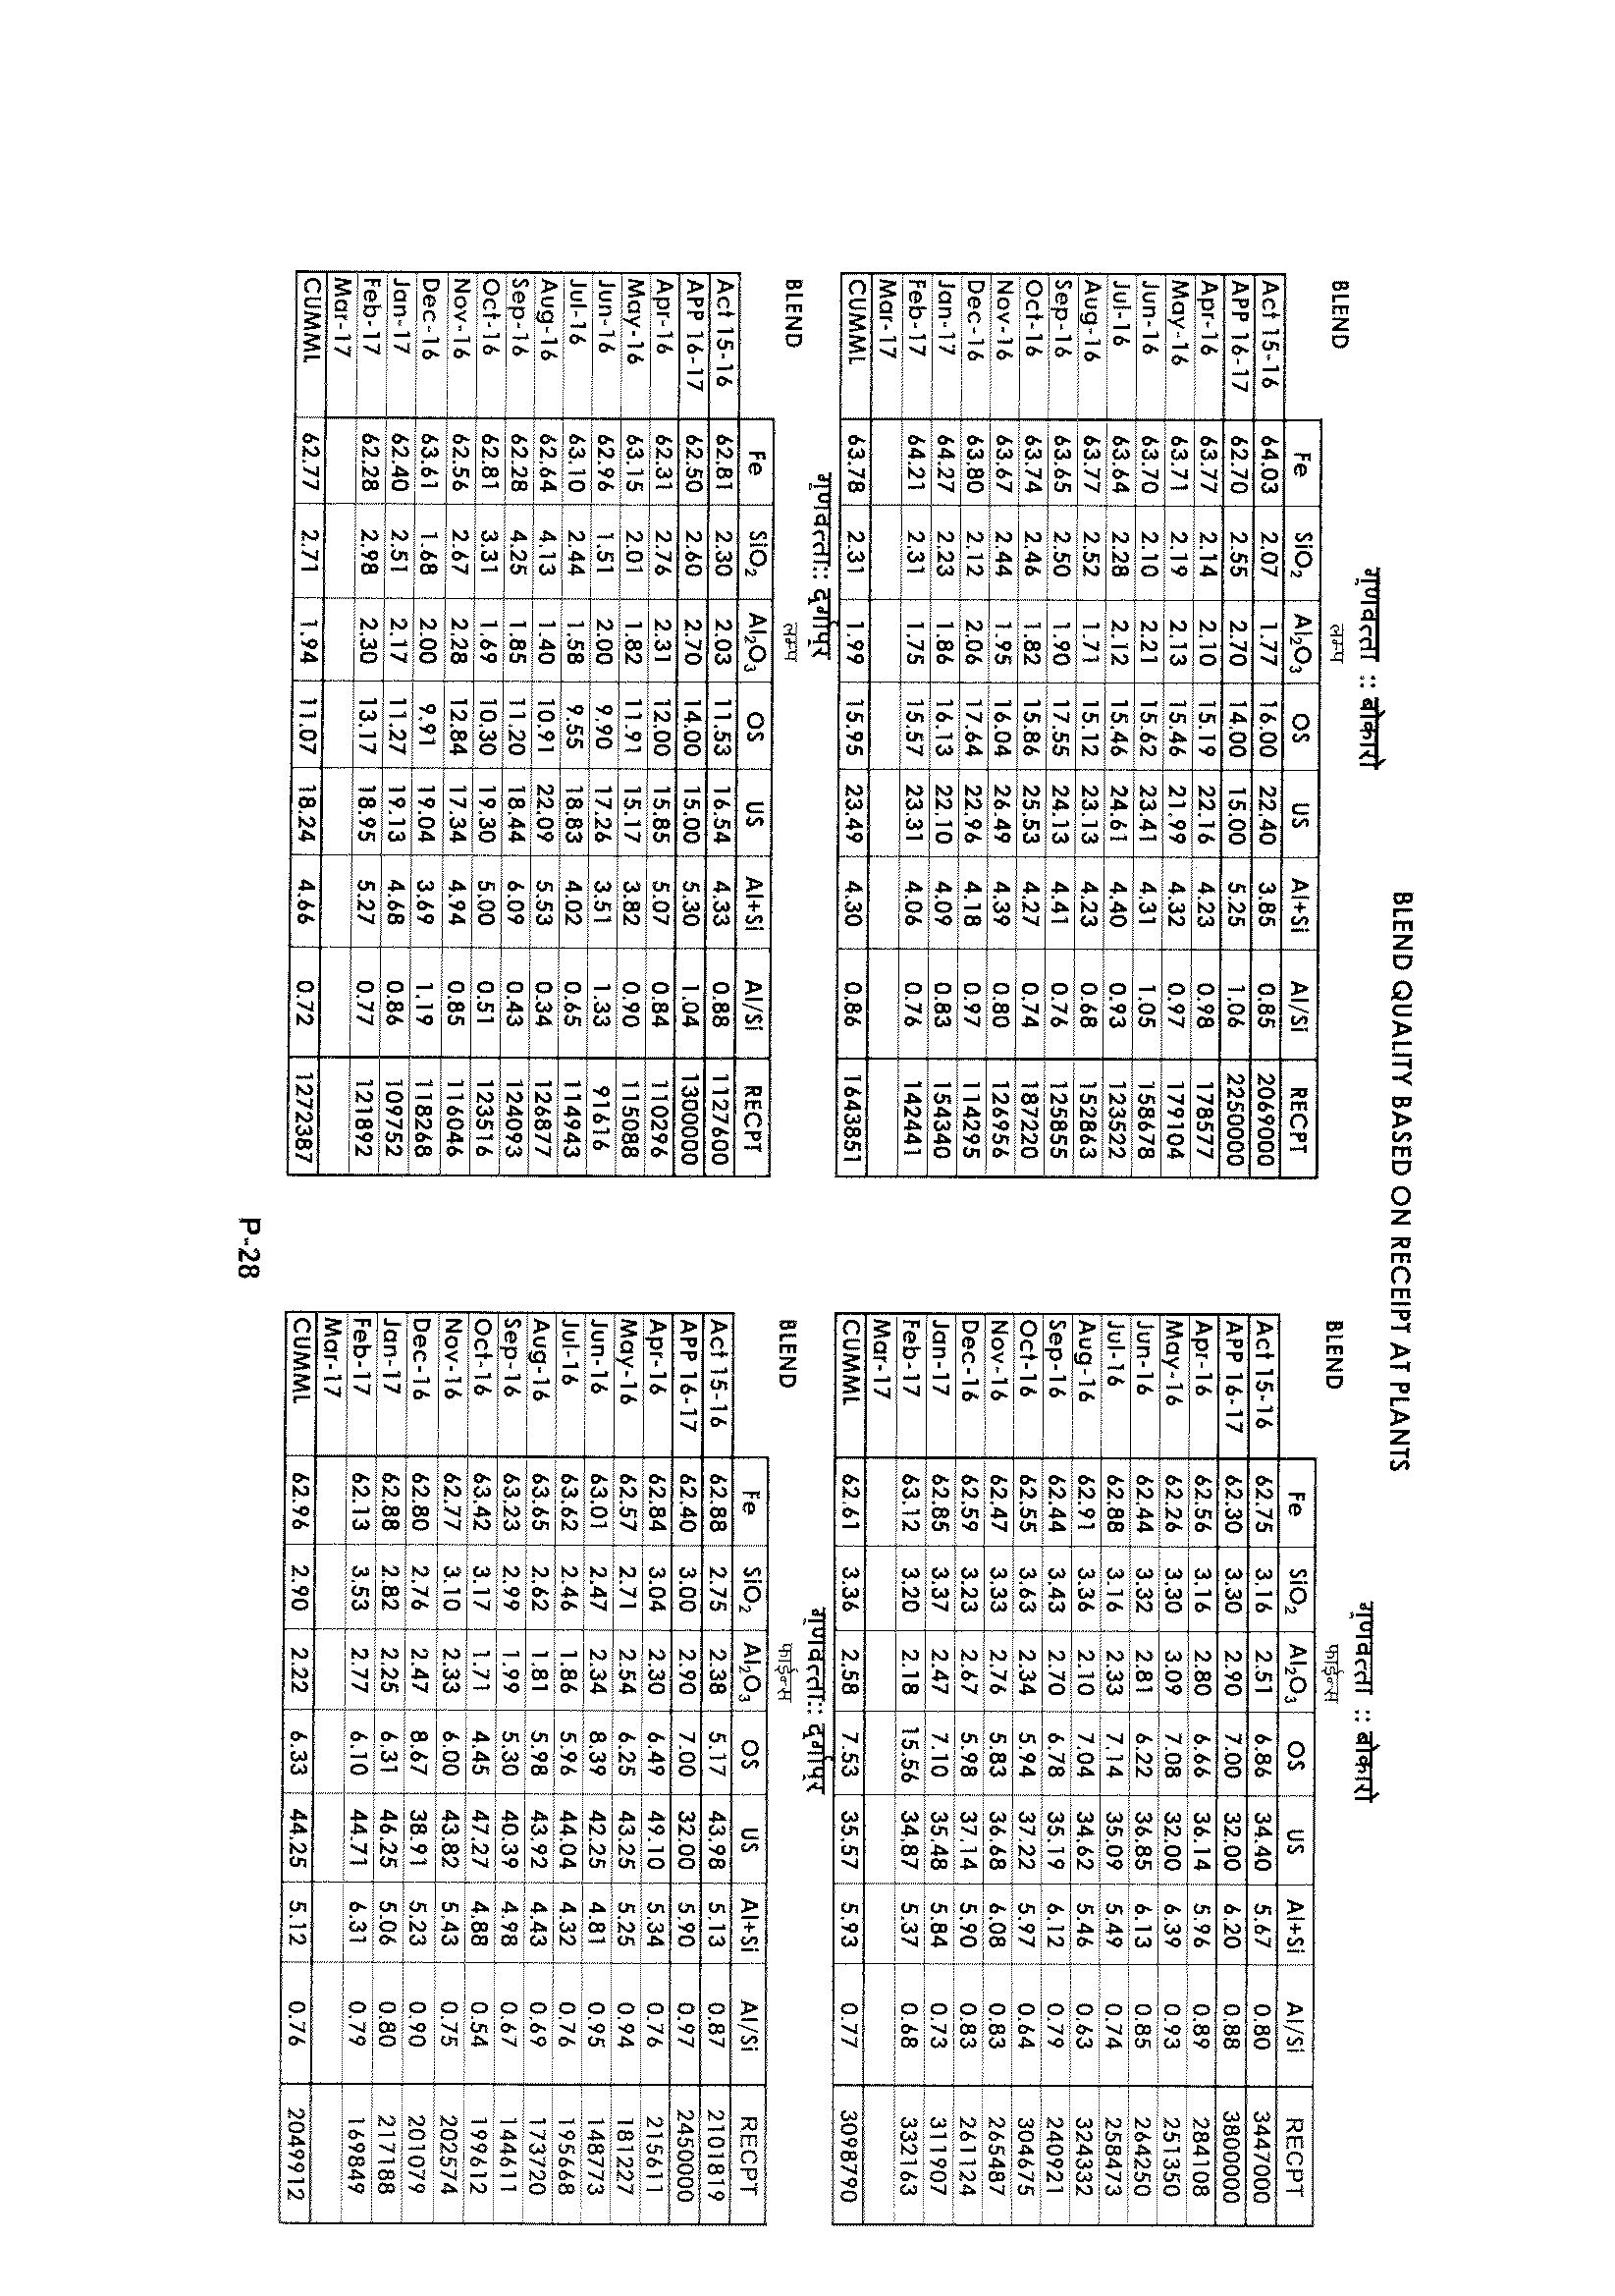 BLEND QUALITY BASED ON RECEIPT AT PLANTS
गुणवत्ता :: बोकारो
BLEND लम्प
Fe SiO2 Al2O3 OS US Al+Si Al/Si RECPT
Act 15-16 64.03 2.07 1.77 16.00 22.40 3.85 0.85 2069000
APP 16-17 62.70 2.55 2.70 14.00 15.00 5.25 1.06 2250000
Apr-16 63.77 2.14 2.10 15.19 22.16 4.23 0.98 178577
May-16 63.71 2.19 2.13 15.46 21.99 4.32 0.97 179104
Jun-16 63.70 2.10 2.21 15.62 23.41 4.31 1.05 158678
Jul-16 63.64 2.28 2.12 15.46 24.61 4.40 0.93 123522
Aug-16 63.77 2.52 1.71 15.12 23.13 4.23 0.68 152863
Sep-16 63.65 2.50 1.90 17.55 24.13 4.41 0.76 125855
Oct-16 63.74 2.46 1.82 15.86 25.53 4.27 0.74 187220
Nov-16 63.67 2.44 1.95 16.04 26.49 4.39 0.80 126956
Dec-16 63.80 2.12 2.06 17.64 22.96 4.18 0.97 114295
Jan-17 64.27 2.23 1.86 16.13 22.10 4.09 0.83 154340
Feb-17 64.21 2.31 1.75 15.57 23.31 4.06 0.76 142441
Mar-17
CUMML 63.78 2.31 1.99 15.95 23.49 4.30 0.86 1643851
गुणवत्ता :: बोकारो
BLEND फाईन्स
Fe SiO2 Al2O3 OS US Al+Si Al/Si RECPT
Act 15-16 62.75 3.16 2.51 6.86 34.40 5.67 0.80 3447000
APP 16-17 62.30 3.30 2.90 7.00 32.00 6.20 0.88 3800000
Apr-16 62.56 3.16 2.80 6.66 36.14 5.96 0.89 284108
May-16 62.26 3.30 3.09 7.08 32.00 6.39 0.93 251350
Jun-16 62.44 3.32 2.81 6.22 36.85 6.13 0.85 264250
Jul-16 62.88 3.16 2.33 7.14 35.09 5.49 0.74 258473
Aug-16 62.91 3.36 2.10 7.04 34.62 5.46 0.63 324332
Sep-16 62.44 3.43 2.70 6.78 35.19 6.12 0.79 240921
Oct-16 62.55 3.63 2.34 5.94 37.22 5.97 0.64 304675
Nov-16 62.47 3.33 2.76 5.83 36.68 6.08 0.83 265487
Dec-16 62.59 3.23 2.67 5.98 37.14 5.90 0.83 261124
Jan-17 62.85 3.37 2.47 7.10 35.48 5.84 0.73 311907
Feb-17 63.12 3.20 2.18 15.56 34.87 5.37 0.68 332163
Mar-17
CUMML 62.61 3.36 2.58 7.53 35.57 5.93 0.77 3098790
गुणवत्ता:: दुर्गापुर
BLEND लम्प
Fe SiO2 Al2O3 OS US Al+Si Al/Si RECPT
Act 15-16 62.81 2.30 2.03 11.53 16.54 4.33 0.88 1127600
APP 16-17 62.50 2.60 2.70 14.00 15.00 5.30 1.04 1300000
Apr-16 62.31 2.76 2.31 12.00 15.85 5.07 0.84 110296
May-16 63.15 2.01 1.82 11.91 15.17 3.82 0.90 115088
Jun-16 62.96 1.51 2.00 9.90 17.26 3.51 1.33 91616
Jul-16 63.10 2.44 1.58 9.55 18.83 4.02 0.65 114943
Aug-16 62.64 4.13 1.40 10.91 22.09 5.53 0.34 126877
Sep-16 62.28 4.25 1.85 11.20 18.44 6.09 0.43 124093
Oct-16 62.81 3.31 1.69 10.30 19.30 5.00 0.51 123516
Nov-16 62.56 2.67 2.28 12.84 17.34 4.94 0.85 116046
Dec-16 63.61 1.68 2.00 9.91 19.04 3.69 1.19 118268
Jan-17 62.40 2.51 2.17 11.27 19.13 4.68 0.86 109752
Feb-17 62.28 2.98 2.30 13.17 18.95 5.27 0.77 121892
Mar-17
CUMML 62.77 2.71 1.94 11.07 18.24 4.66 0.72 1272387
गुणवत्ता:: दुर्गापुर
BLEND फाईन्स
Fe SiO2 Al2O3 OS US Al+Si Al/Si RECPT
Act 15-16 62.88 2.75 2.38 5.17 43.98 5.13 0.87 2101819
APP 16-17 62.40 3.00 2.90 7.00 32.00 5.90 0.97 2450000
Apr-16 62.84 3.04 2.30 6.49 49.10 5.34 0.76 215611
May-16 62.57 2.71 2.54 6.25 43.25 5.25 0.94 181227
Jun-16 63.01 2.47 2.34 8.39 42.25 4.81 0.95 148773
Jul-16 63.62 2.46 1.86 5.96 44.04 4.32 0.76 195668
Aug-16 63.65 2.62 1.81 5.98 43.92 4.43 0.69 173720
Sep-16 63.23 2.99 1.99 5.30 40.39 4.98 0.67 144611
Oct-16 63.42 3.17 1.71 4.45 47.27 4.88 0.54 199612
Nov-16 62.77 3.10 2.33 6.00 43.82 5.43 0.75 202574
Dec-16 62.80 2.76 2.47 8.67 38.91 5.23 0.90 201079
Jan-17 62.88 2.82 2.25 6.31 46.25 5.06 0.80 217188
Feb-17 62.13 3.53 2.77 6.10 44.71 6.31 0.79 169849
Mar-17
CUMML 62.96 2.90 2.22 6.33 44.25 5.12 0.76 2049912
P-28